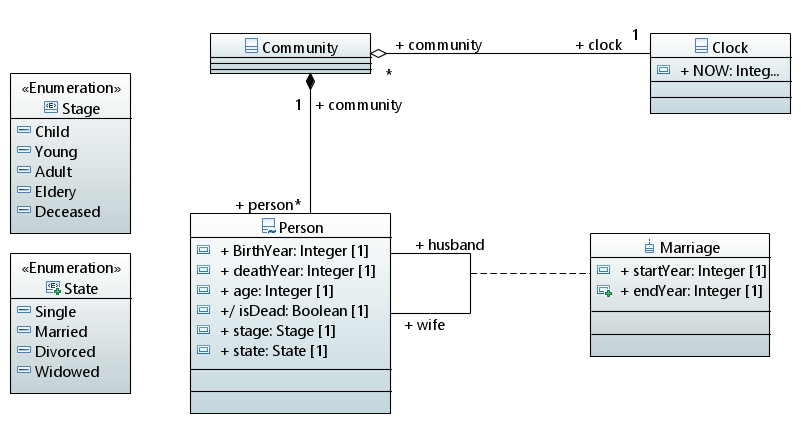 Community
+ community
+ clock
1
*
Clock
+ NOW: Integ...
«Enumeration»
Stage
Child
Young
Adult
Eldery
Deceased
1
+ community
+ person*
Person
+ BirthYear: Integer [1]
+ deathYear: Integer [1]
+ age: Integer [1]
+/ isDead: Boolean [1]
+ stage: Stage [1]
+ state: State [1]
+ husband
+ wife
Marriage
+ startYear: Integer [1]
+ endYear: Integer [1]
«Enumeration»
State
Single
Married
Divorced
Widowed